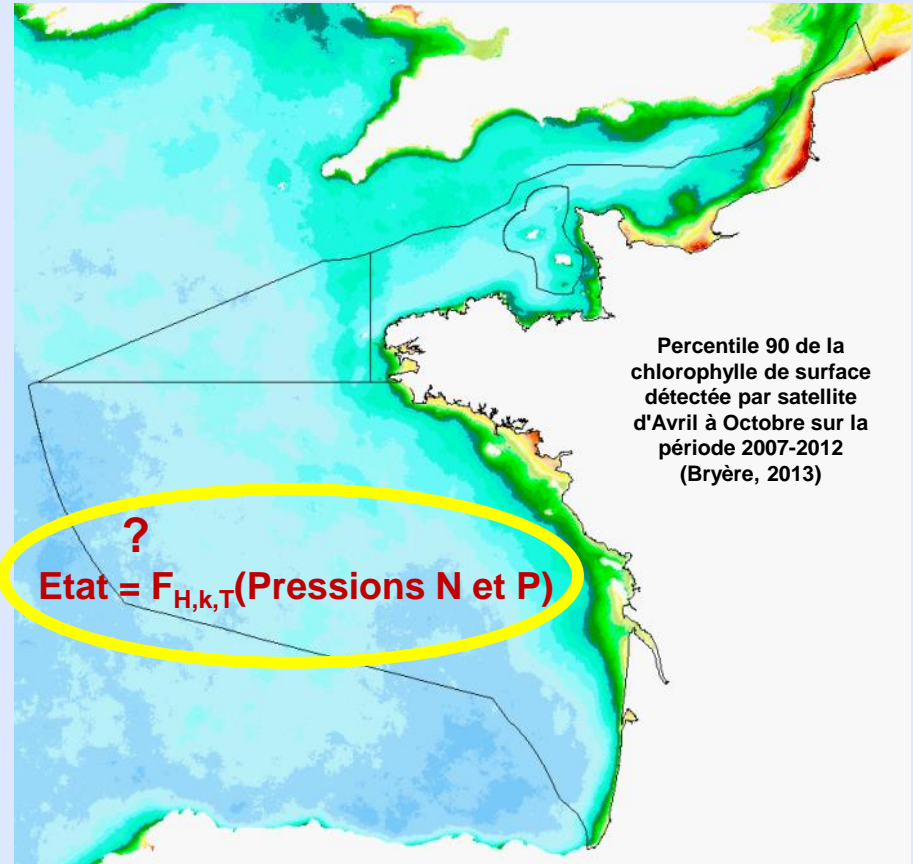 Percentile 90 de la
chlorophylle de surface
détectée par satellite
d'Avril à Octobre sur la
période 2007-2012
(Bryère, 2013)
?
Etat = F_H,k,T(Pressions N et P)